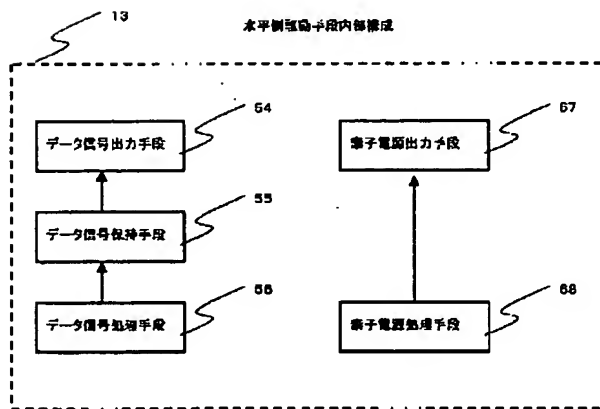 13
水平側駆動手段内部構成
54
データ信号出力手段
57
素子電源出力手段
55
データ信号保持手段
56
データ信号処理手段
58
素子電源処理手段